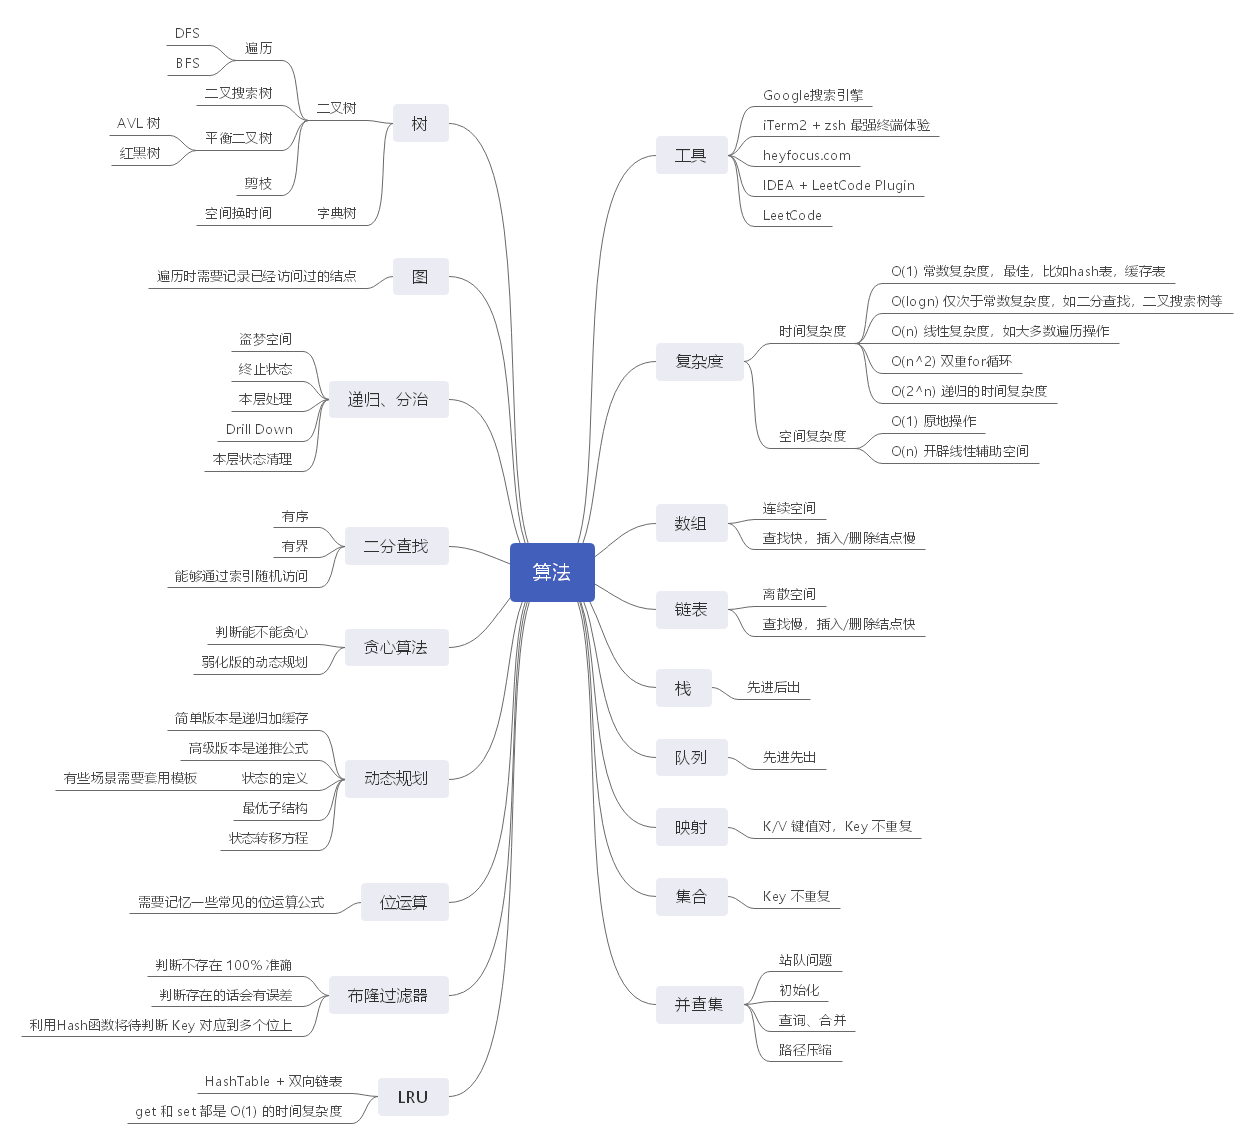 算法
树
二叉树
遍历
DFS
BFS
二叉搜索树
平衡二叉树
AVL 树
红黑树
剪枝
字典树
空间换时间
图
遍历时需要记录已经访问过的结点
递归、分治
盗梦空间
终止状态
本层处理
Drill Down
本层状态清理
二分查找
有序
有界
能够通过索引随机访问
贪心算法
判断能不能贪心
弱化版的动态规划
动态规划
简单版本是递归加缓存
高级版本是递推公式
状态的定义
有些场景需要套用模板
最优子结构
状态转移方程
位运算
需要记忆一些常见的位运算公式
布隆过滤器
判断不存在 100% 准确
判断存在的话会有误差
利用Hash函数将待判断 Key 对应到多个位上
LRU
HashTable + 双向链表
get 和 set 都是 O(1) 的时间复杂度
工具
Google搜索引擎
iTerm2 + zsh 最强终端体验
heyfocus.com
IDEA + LeetCode Plugin
LeetCode
复杂度
时间复杂度
O(1) 常数复杂度，最佳，比如hash表，缓存表
O(logn) 仅次于常数复杂度，如二分查找，二叉搜索树等
O(n) 线性复杂度，如大多数遍历操作
O(n^2) 双重for循环
O(2^n) 递归的时间复杂度
空间复杂度
O(1) 原地操作
O(n) 开辟线性辅助空间
数组
连续空间
查找快，插入/删除结点慢
链表
离散空间
查找慢，插入/删除结点快
栈
先进后出
队列
先进先出
映射
K/V 键值对，Key 不重复
集合
Key 不重复
并查集
站队问题
初始化
查询、合并
路径压缩